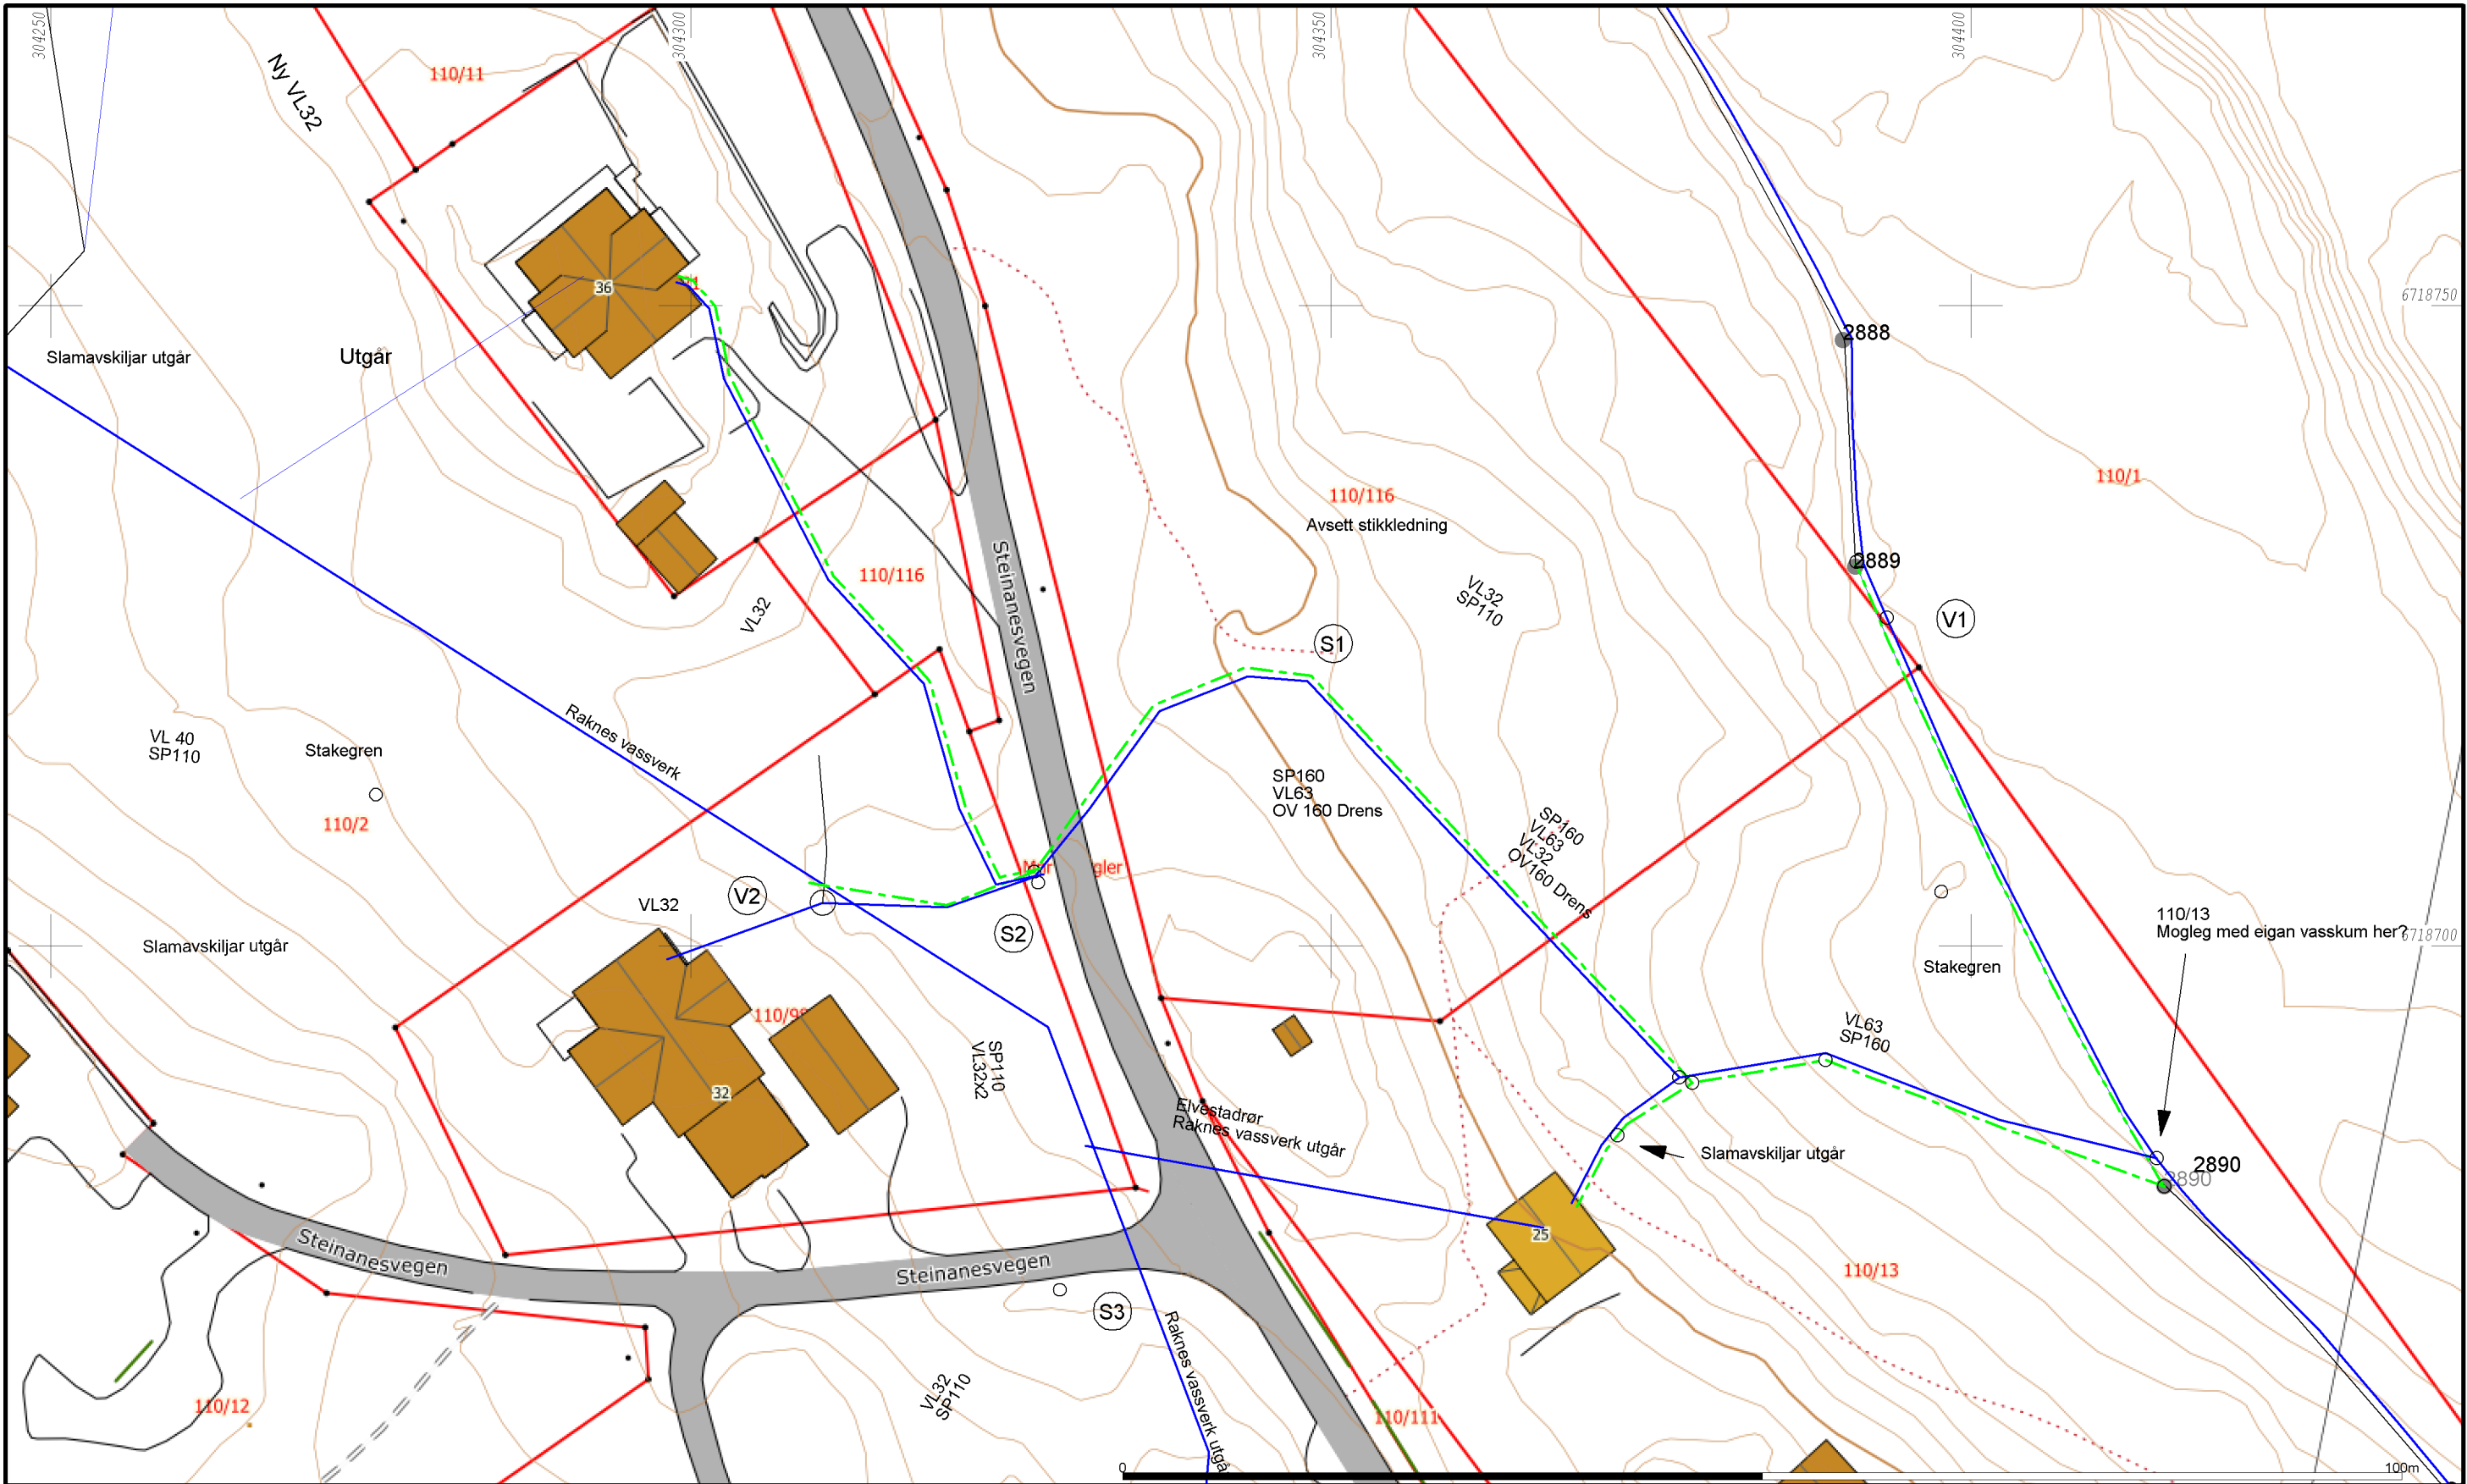 304250
304300
304350
304400
Ny VL32
110/11
36
Slamavskiljar utgår
Utgår
2888
6718750
110/1
110/116
Avsett stikkledning
2889
Steinanesvegen
110/116
VL32
VL32
SP110
V1
S1
Raknes vassverk
VL 40
SP110
Stakegren
110/2
SP160
VL63
OV 160 Drens
SP160
VL63
VL32
OV160 Drens
V2
VL32
S2
Slamavskiljar utgår
110/13
Mogleg med eigan vasskum her?
6718700
Stakegren
32
SP110
VL32x2
VL63
SP160
Elvestadrør
Raknes vassverk utgår
Slamavskiljar utgår
2890
2890
25
110/13
Steinanesvegen
Steinanesvegen
S3
Raknes vassverk utgår
VL32
SP110
110/12
110/111
0
100m